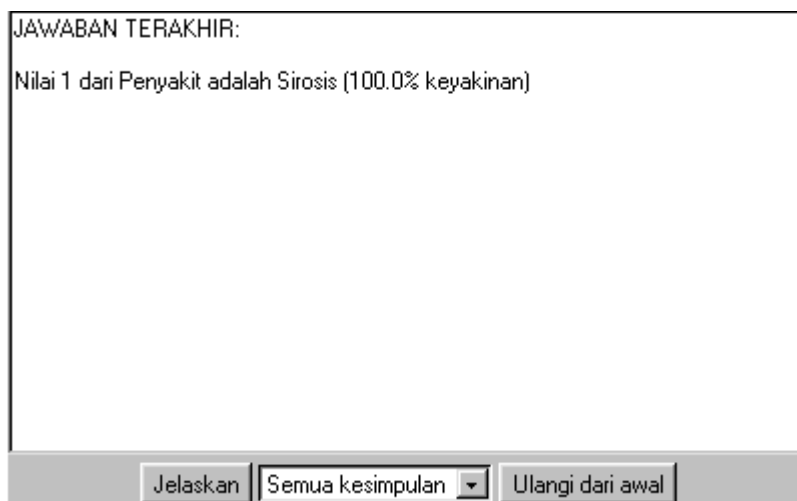 JAWABAN TERAKHIR:
Nilai 1 dari Penyakit adalah Sirosis (100.0% keyakinan)
Jelaskan Semua kesimpulan Ulangi dari awal